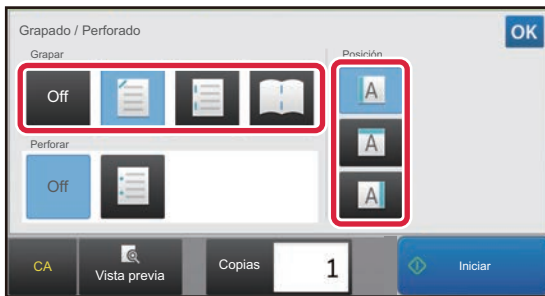 Grapado / Perforado
OK
Grapar
Posición
Off
A
A
A
Perforar
Off
CA
Vista previa
Copias
1
Iniciar